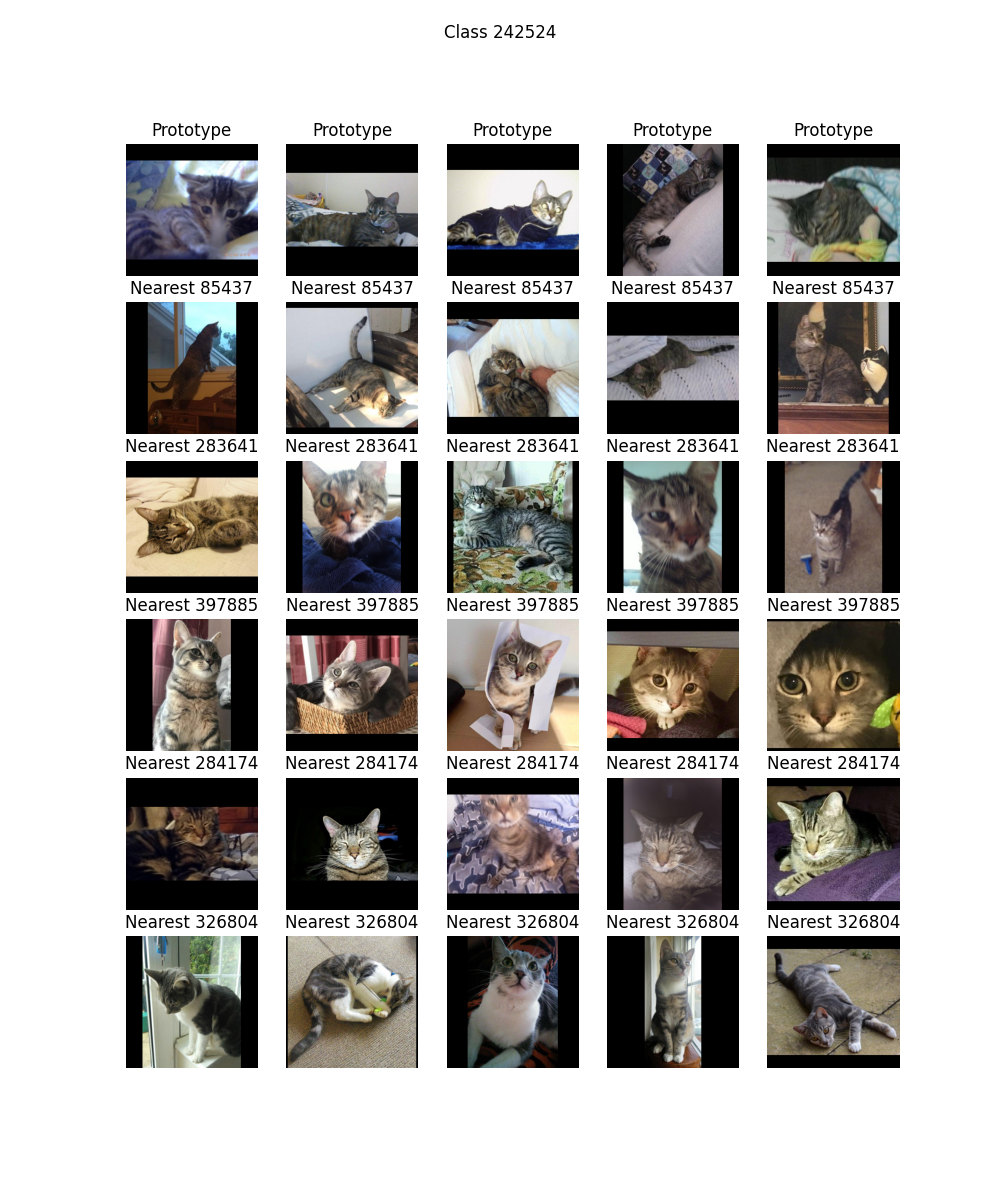 Class 242524
Prototype Prototype Prototype Prototype Prototype
Nearest 85437 Nearest 85437 Nearest 85437 Nearest 85437 Nearest 85437
Nearest 283641 Nearest 283641 Nearest 283641 Nearest 283641 Nearest 283641
Nearest 397885 Nearest 397885 Nearest 397885 Nearest 397885 Nearest 397885
Nearest 284174 Nearest 284174 Nearest 284174 Nearest 284174 Nearest 284174
Nearest 326804 Nearest 326804 Nearest 326804 Nearest 326804 Nearest 326804